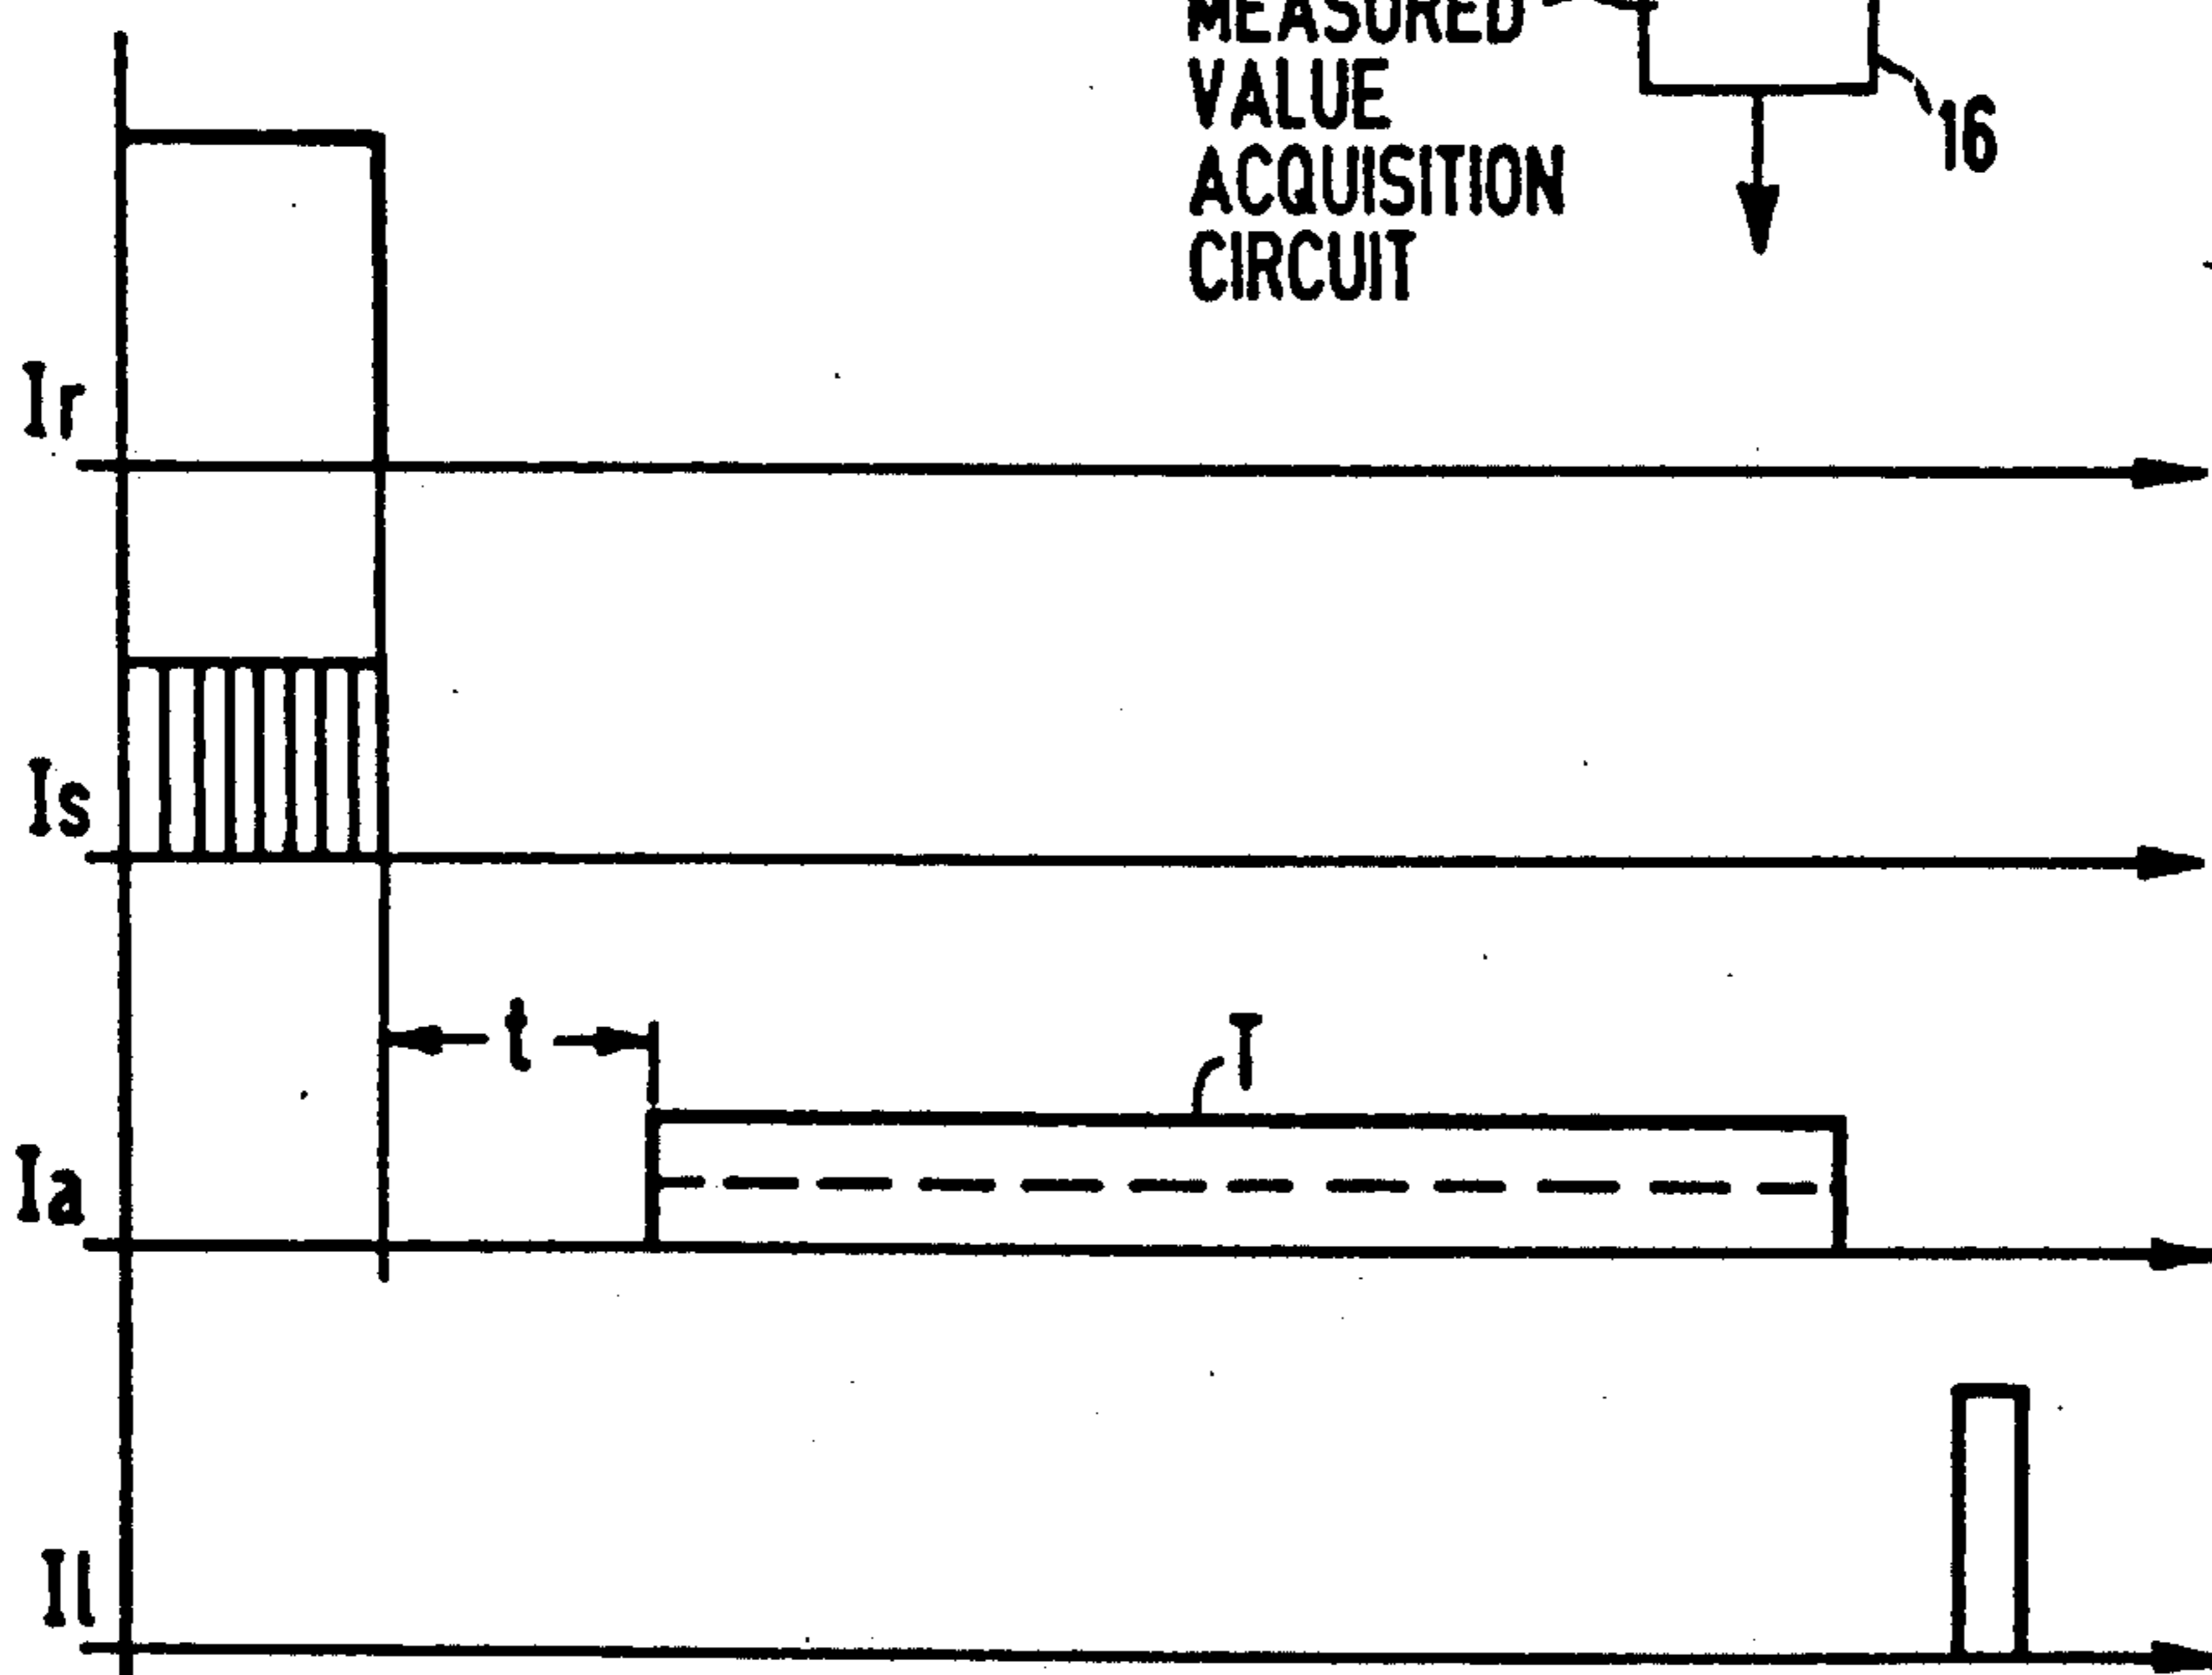 MEASURED
VALUE
ACQUISITION
CIRCUIT
16
Ir
Is
t
T
Ia
Il